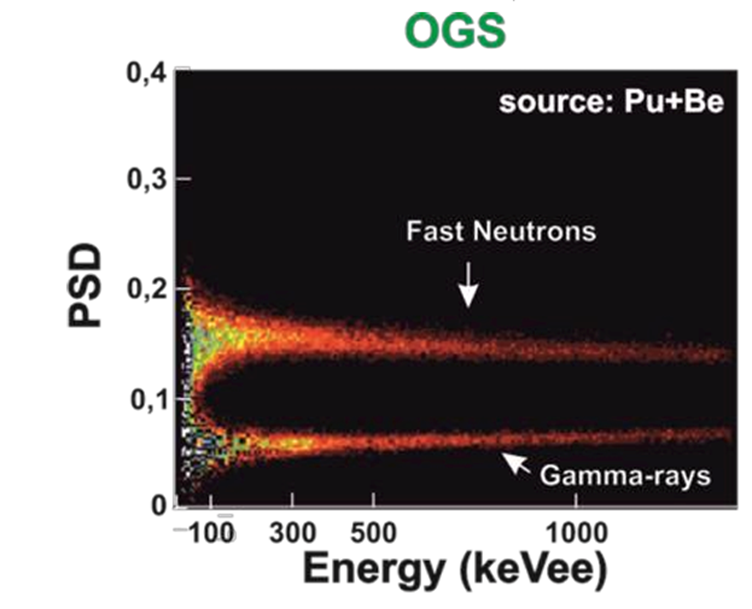 OGS
source: Pu+Be
Fast Neutrons
Gamma-rays
PSD
0,4
0,3
0,2
0,1
0
100 300 500 1000
Energy (keVee)